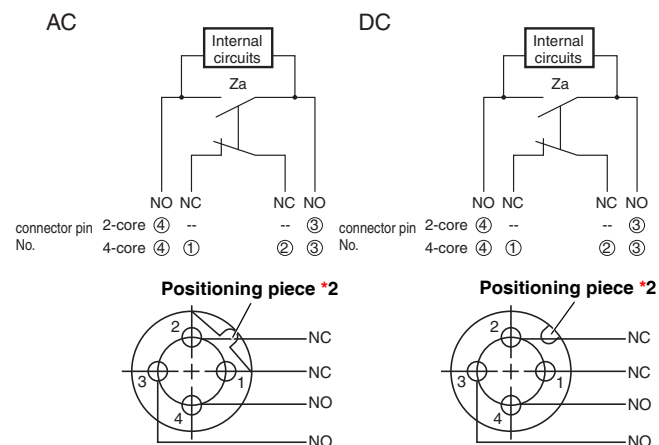 AC
DC
Internal circuits
Internal circuits
Za
Za
NO NC NC NO
NO NC NC NO
connector pin No.
2-core ④ -- -- ③
4-core ④ ① ② ③
connector pin No.
2-core ④ -- -- ③
4-core ④ ① ② ③
Positioning piece *2
Positioning piece *2
2
NC
3
1
NC
4
NO
NO
2
NC
3
1
NC
4
NO
NO